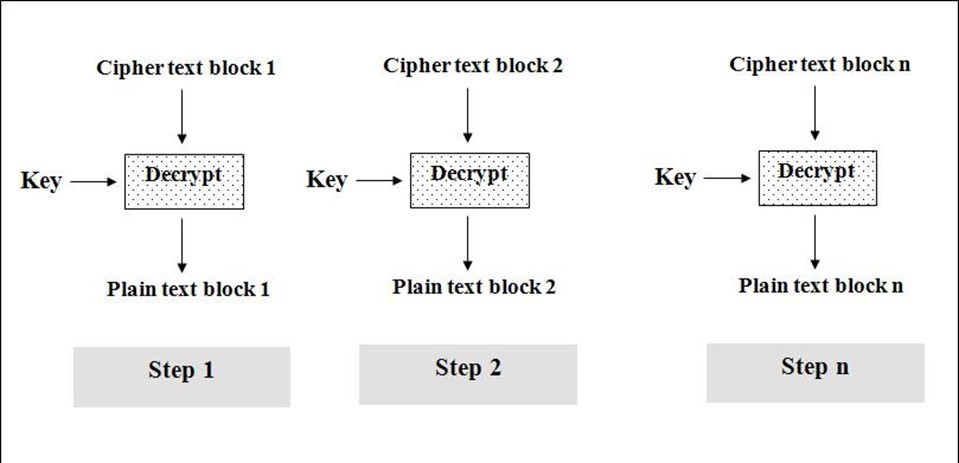 Cipher text block 1
Cipher text block 2
Cipher text block n
Key
Decrypt
Key
Decrypt
Key
Decrypt
Plain text block 1
Plain text block 2
Plain text block n
Step 1
Step 2
Step n